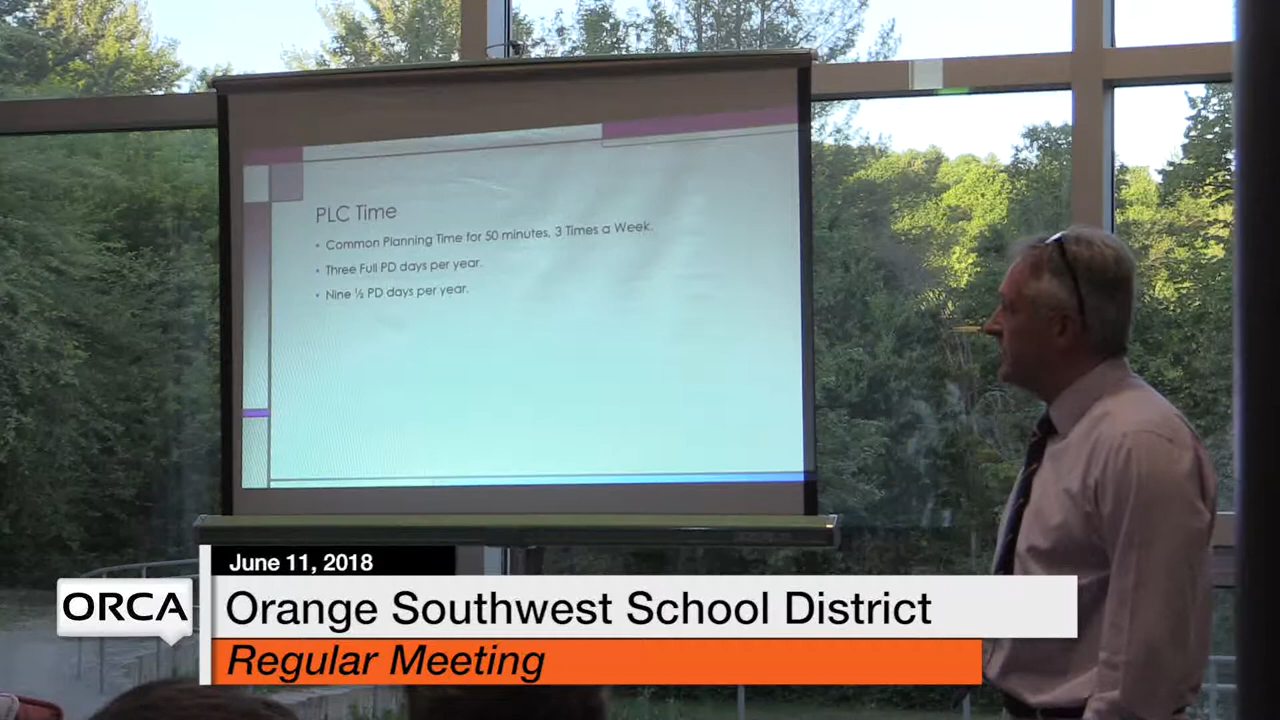 PLC Time
• Common Planning Time for 50 minutes, 3 Times a Week.
• Three Full PD days per year.
• Nine ½ PD days per year.
June 11, 2018
ORCA
Orange Southwest School District
Regular Meeting